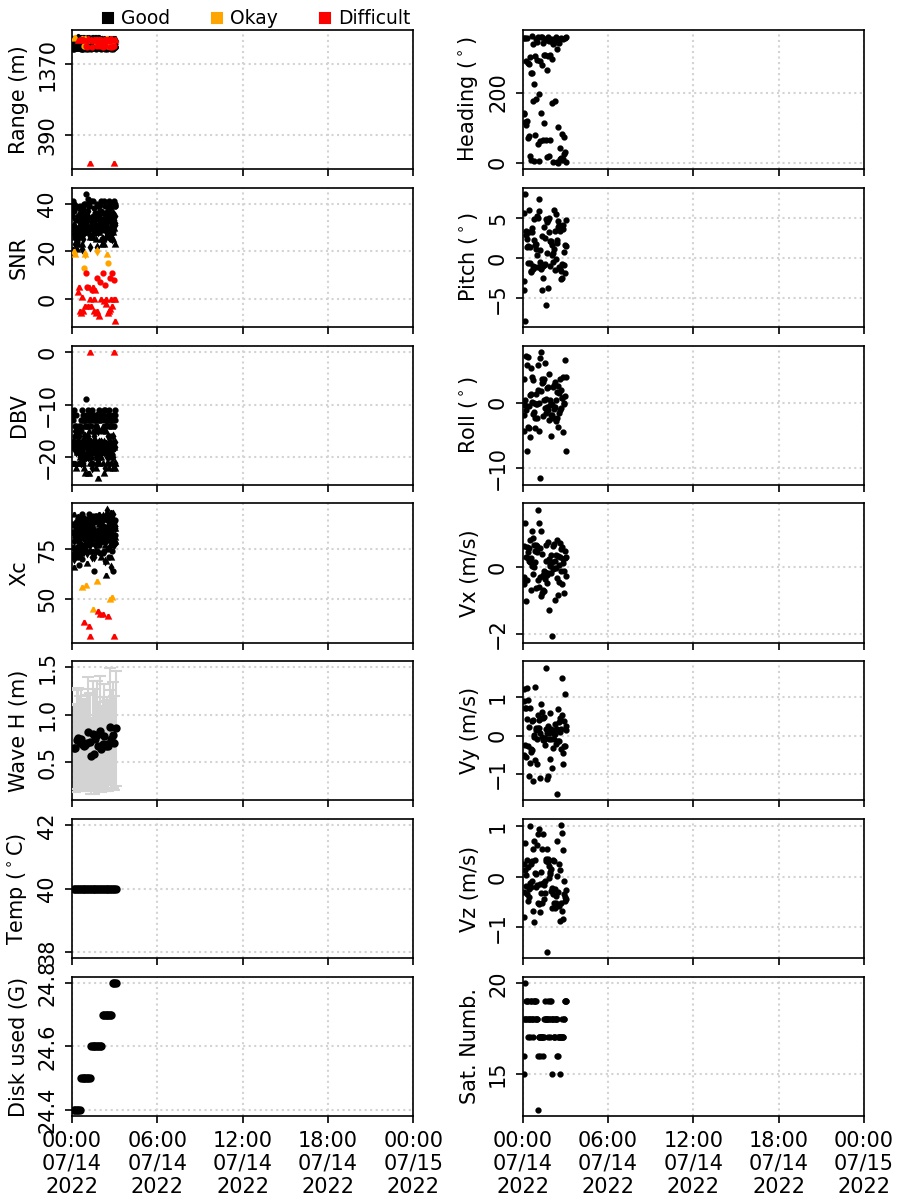 Good Okay Difficult
Range (m)
1370
390
Heading (°)
200
0
SNR
40
20
0
Pitch (°)
5
0
−5
DBV
0
−10
−20
Roll (°)
0
−10
Xc
75
50
Vx (m/s)
0
−2
Wave H (m)
1.5
1.0
0.5
Vy (m/s)
1
0
−1
Temp (°C)
42
40
38
Vz (m/s)
1
0
−1
Disk used (G)
24.8
24.6
24.4
Sat. Numb.
20
15
00:00 06:00 12:00 18:00 00:00
07/14 07/14 07/14 07/14 07/15
2022 2022 2022 2022 2022
00:00 06:00 12:00 18:00 00:00
07/14 07/14 07/14 07/14 07/15
2022 2022 2022 2022 2022